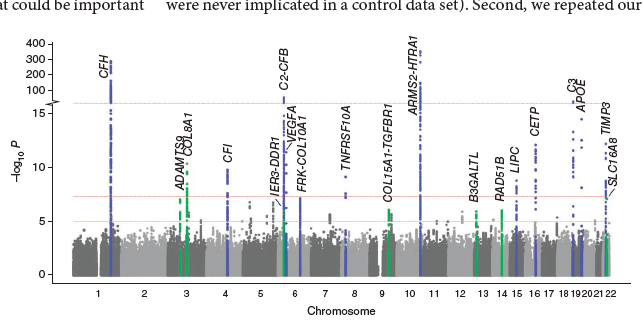 at could be important were never implicated in a control data set). Second, we repeated our
400
300
200
100
15
10
5
0
–log10 P
CFH
ADAMTS9
COL8A1
CFI
IER3-DDR1
C2-CFB
VEGFA
FRK-COL10A1
TNFRSF10A
COL15A1-TGFBR1
ARMS2-HTRA1
B3GALTL
RAD51B
LIPC
CETP
C3
APOE
TIMP3
SLC16A8
1 2 3 4 5 6 7 8 9 10 11 12 13 14 15 16 17 18 19 20 21 22
Chromosome